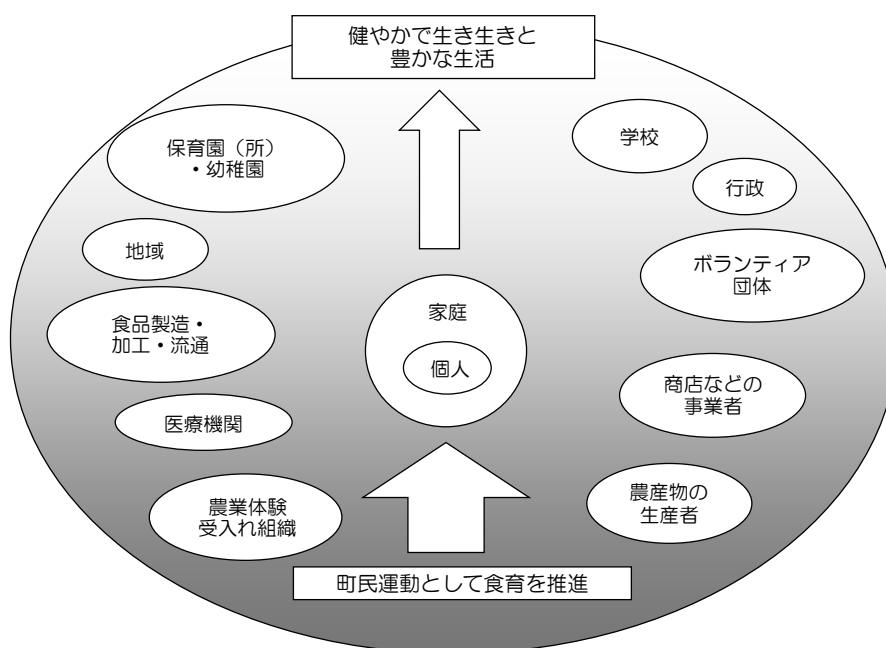 健やかで生き生きと
豊かな生活
保育園（所）
・幼稚園
学校
行政
地域
ボランティア
団体
食品製造・
加工・流通
家庭
個人
商店などの
事業者
医療機関
農業体験
受入れ組織
農産物の
生産者
町民運動として食育を推進